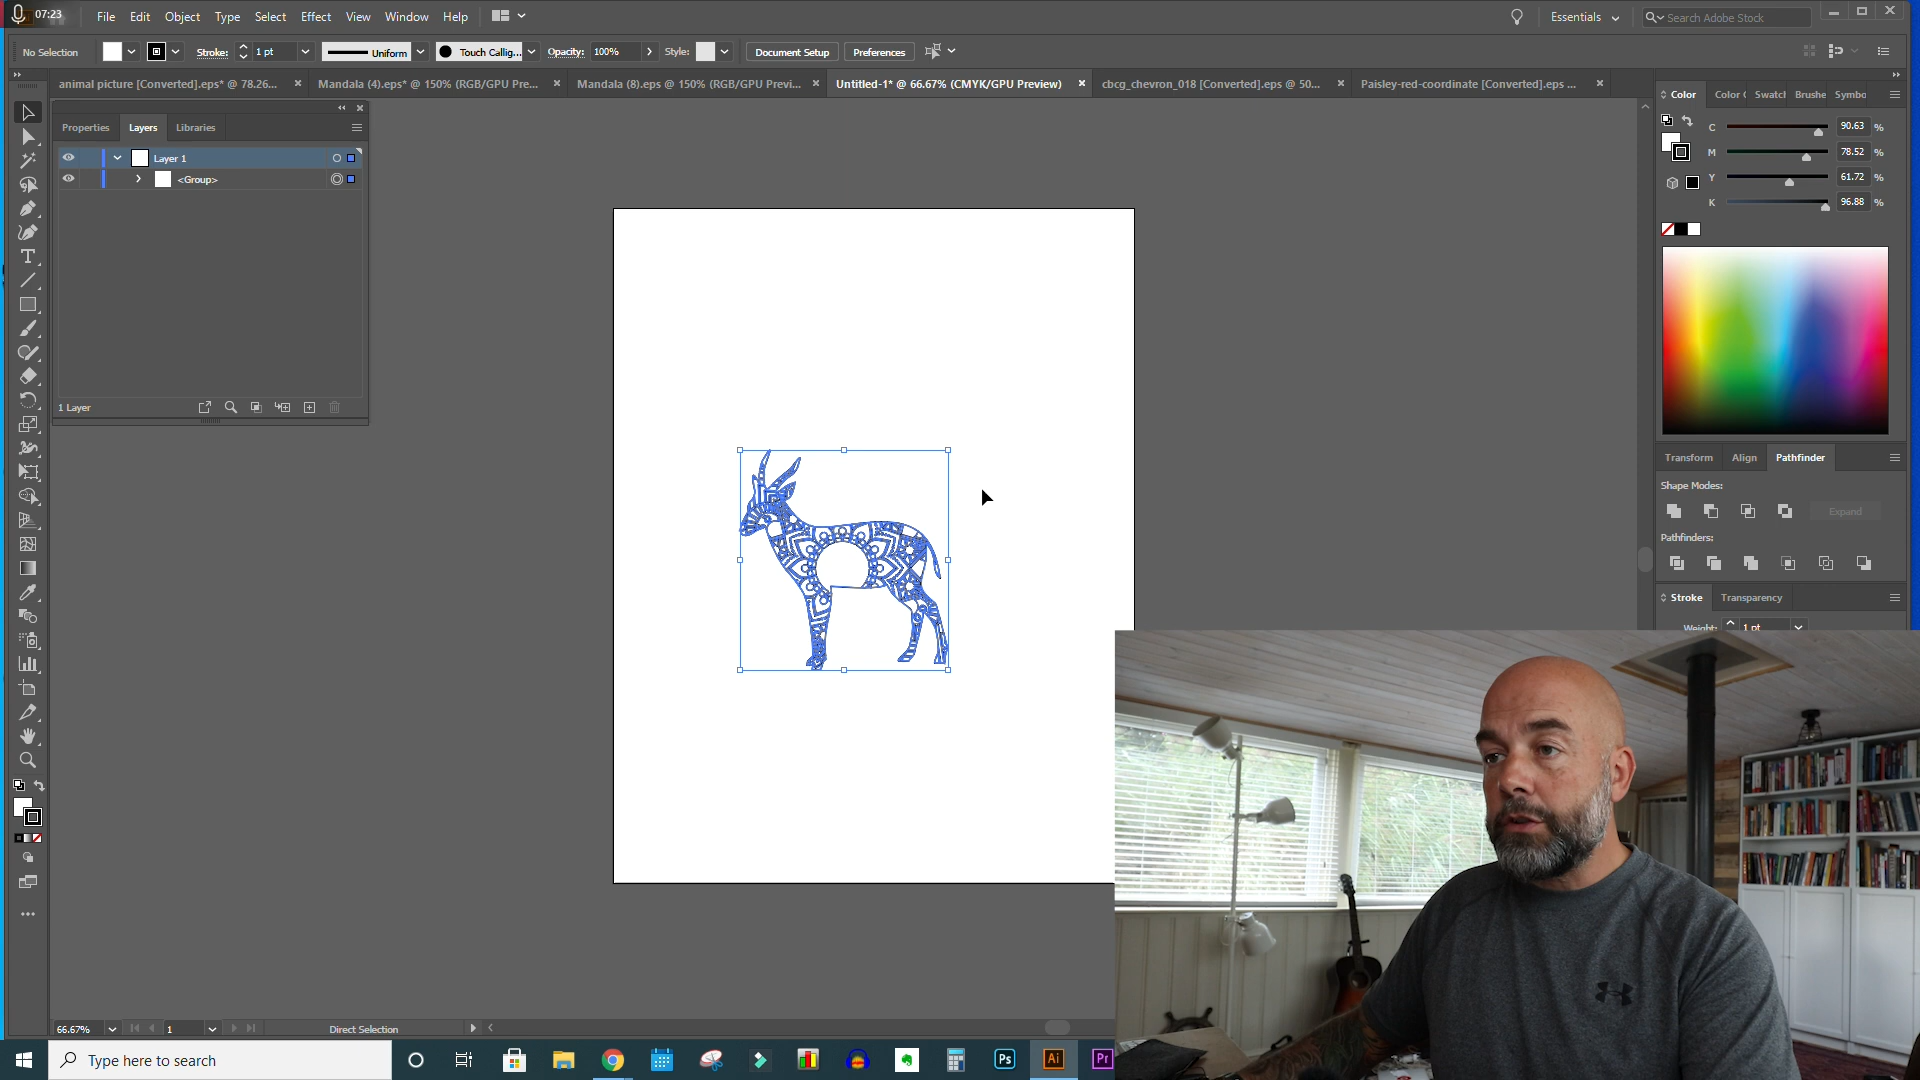 07:23
File Edit Object Type Select Effect View Window Help
Essentials
Search Adobe Stock
No Selection
Stroke:
1 pt
Uniform
Touch Callig...
Opacity:
100%
Style:
Document Setup
Preferences
animal picture [Converted].eps* @ 78.26...
Mandala (4).eps* @ 150% (RGB/GPU Pre...
Mandala (8).eps @ 150% (RGB/GPU Previ...
Untitled-1* @ 66.67% (CMYK/GPU Preview)
cbcg_chevron_018 [Converted].eps @ 50...
Paisley-red-coordinate [Converted].eps ...
Properties Layers Libraries
Layer 1
<Group>
1 Layer
Color Color Swatcl Brushe Symbo
C 90.63 %
M 78.52 %
Y 61.72 %
K 96.88 %
Transform Align Pathfinder
Shape Modes:
Expand
Pathfinders:
Stroke Transparency
Weight: 1 pt
66.67%
1
Direct Selection
Type here to search
Ps
Ai
Pr